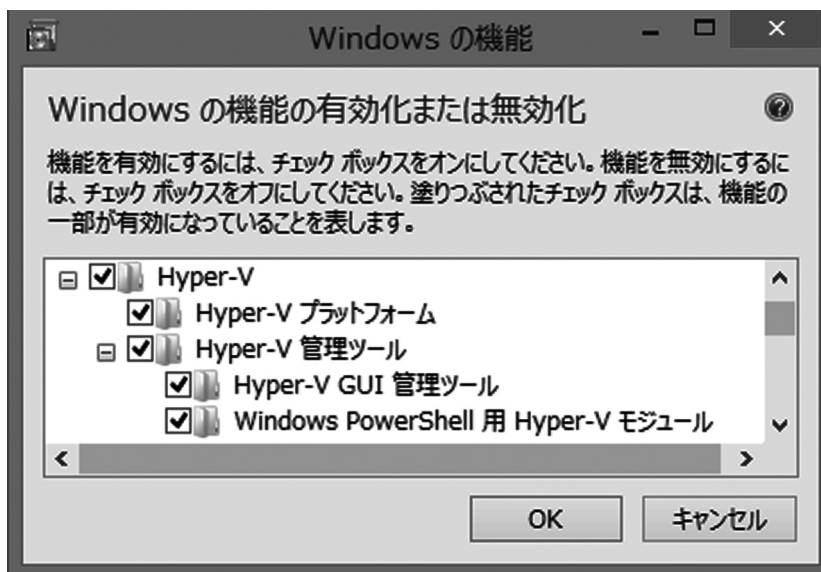 Windows の機能
Windows の機能の有効化または無効化
機能を有効にするには、チェック ボックスをオンにしてください。機能を無効にするに
は、チェック ボックスをオフにしてください。塗りつぶされたチェック ボックスは、機能の
一部が有効になっていることを表します。
Hyper-V
Hyper-V プラットフォーム
Hyper-V 管理ツール
Hyper-V GUI 管理ツール
Windows PowerShell 用 Hyper-V モジュール
OK キャンセル